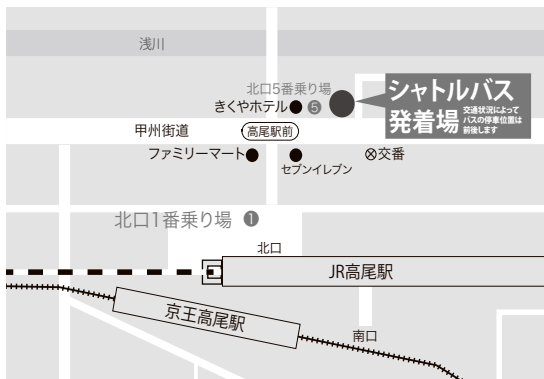 浅川
北口5番乗り場
きくやホテル
5
シャトルバス
発着場
交通状況によって
バスの停車位置は
前後します
甲州街道
高尾駅前
ファミリーマート
セブンイレブン
交番
北口1番乗り場
1
北口
JR高尾駅
京王高尾駅
南口